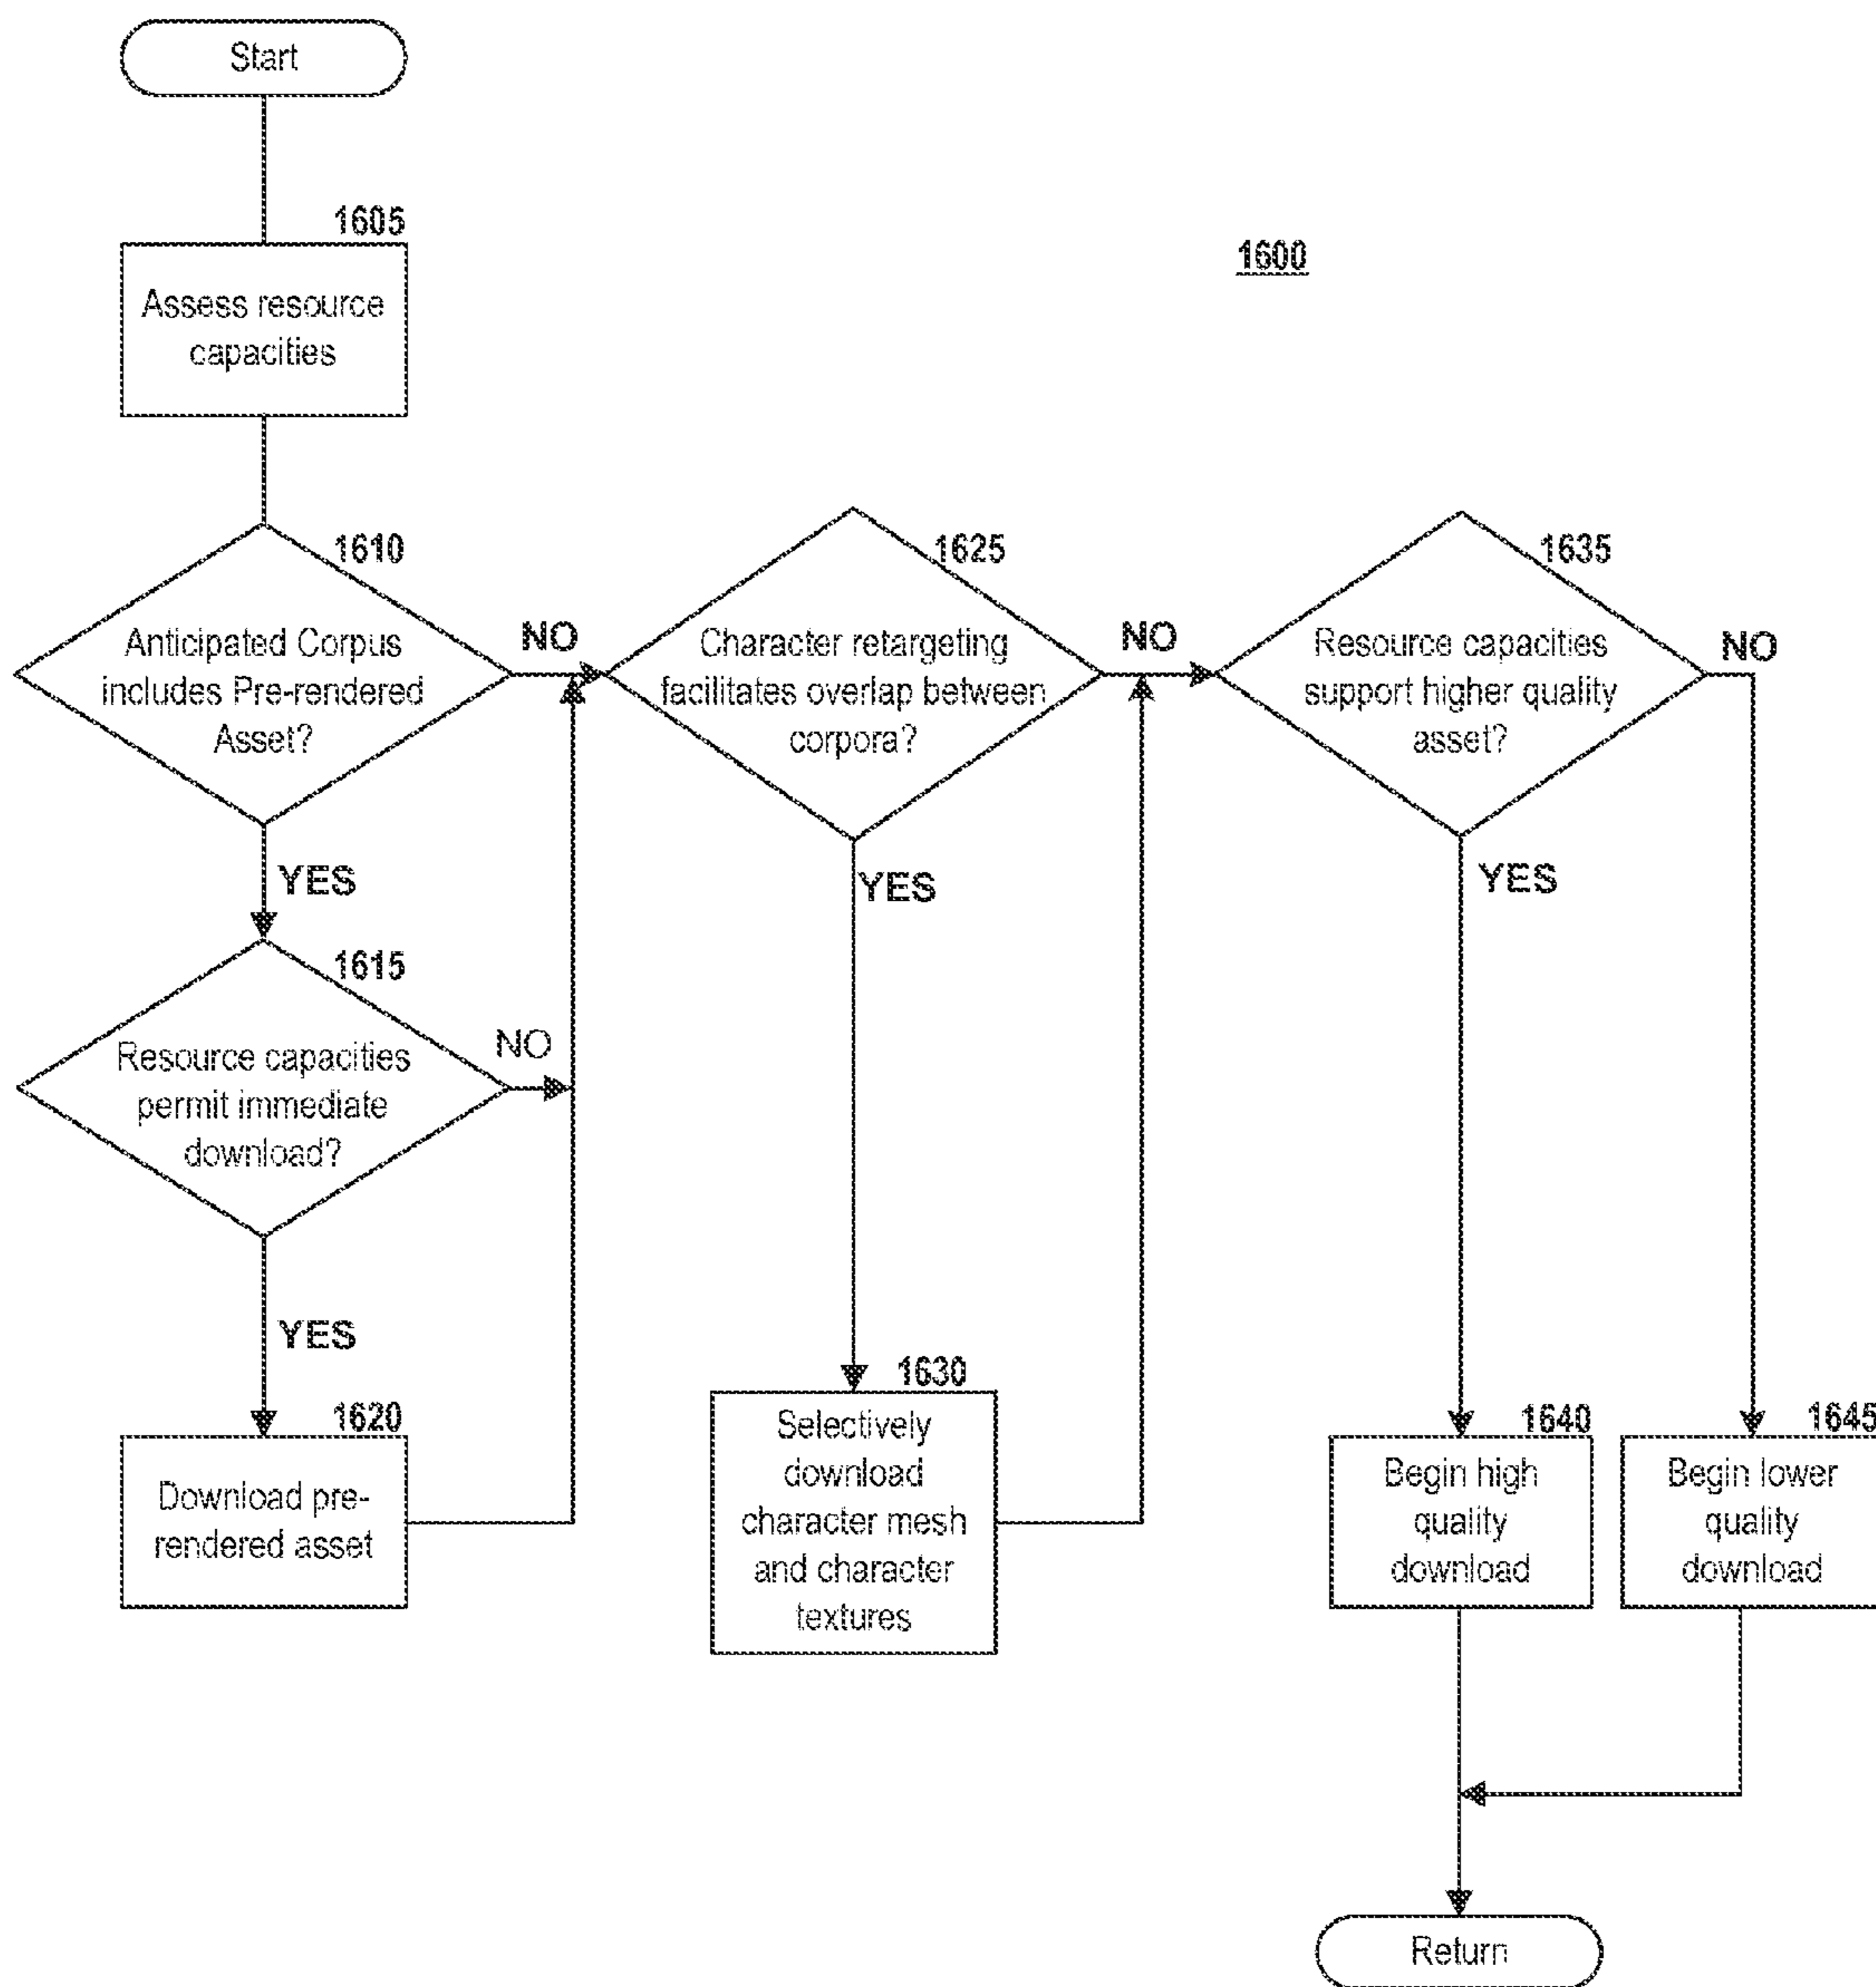 Start
1605
Assess resource
capacities
1600
1610
Anticipated Corpus
includes Pre-rendered
Asset?
NO
1625
Character retargeting
facilitates overlap between
corpora?
NO
1635
Resource capacities
support higher quality
asset?
NO
YES
YES
YES
1615
Resource capacities
permit immediate
download?
NO
YES
1620
Download pre-
rendered asset
1630
Selectively
download
character mesh
and character
textures
1640
Begin high
quality
download
1645
Begin lower
quality
download
Return